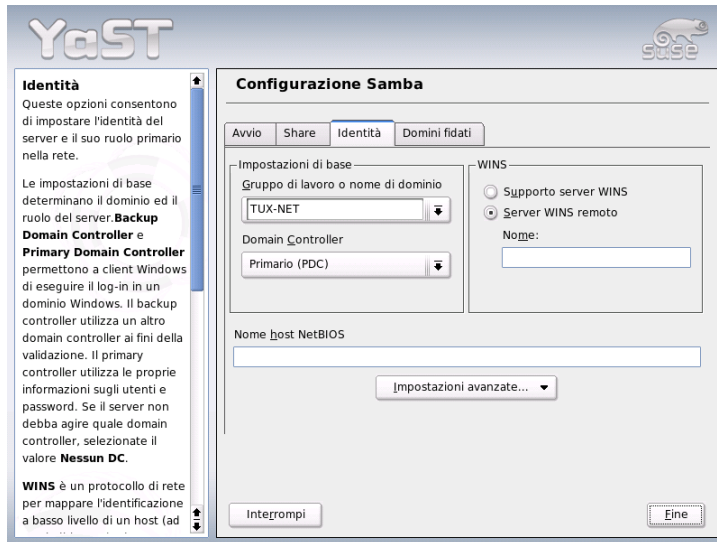 YaST
SUSE
Identità
Queste opzioni consentono
di impostare l'identità del
server e il suo ruolo primario
nella rete.
Le impostazioni di base
determinano il dominio ed il
ruolo del server.Backup
Domain Controller e
Primary Domain Controller
permettono a client Windows
di eseguire il log-in in un
dominio Windows. Il backup
controller utilizza un altro
domain controller ai fini della
validazione. Il primary
controller utilizza le proprie
informazioni sugli utenti e
password. Se il server non
debba agire quale domain
controller, selezionate il
valore Nessun DC.
WINS è un protocollo di rete
per mappare l'identificazione
a basso livello di un host (ad
Configurazione Samba
Avvio Share Identità Domini fidati
Impostazioni di base
Gruppo di lavoro o nome di dominio
TUX-NET
Domain Controller
Primario (PDC)
WINS
Supporto server WINS
Server WINS remoto
Nome:
Nome host NetBIOS
Impostazioni avanzate...
Interrompi
Fine